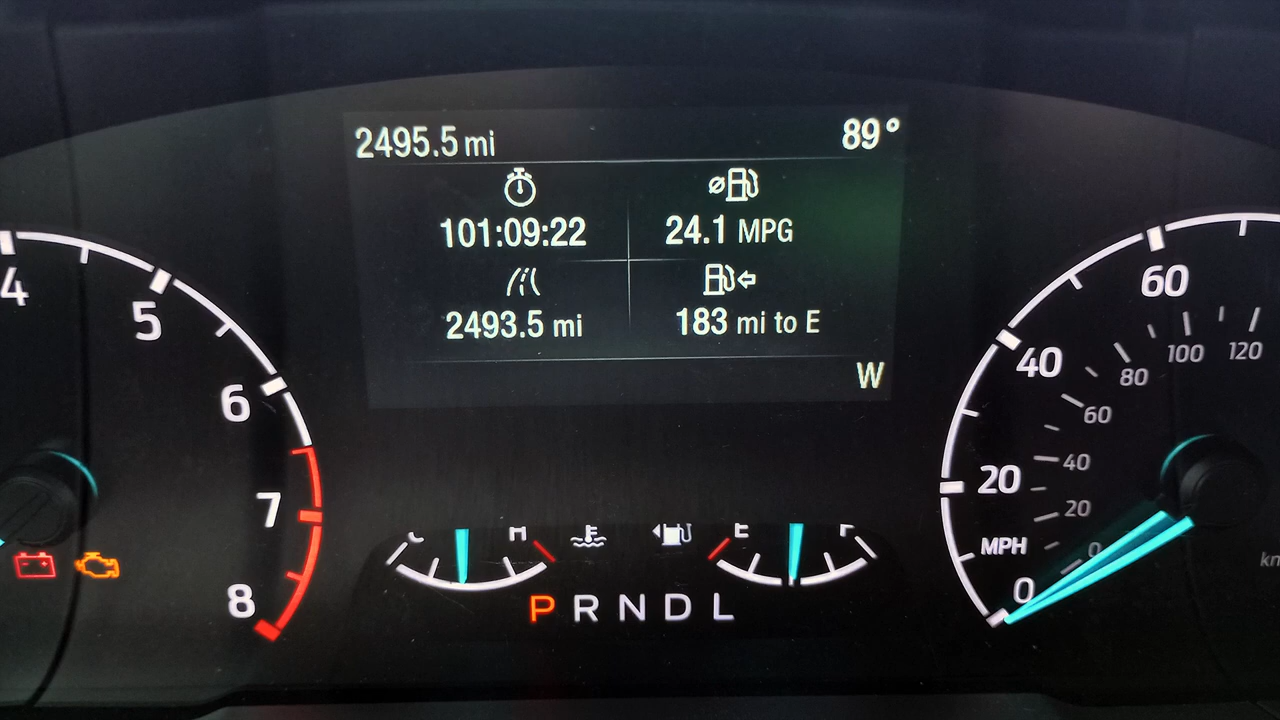 2495.5 mi 89°
101:09:22 24.1 MPG
2493.5 mi 183 mi to E
W
4 5 6 7 8
C H E F
P R N D L
0 20 40 60
MPH
0 20 40 60 80 100 120